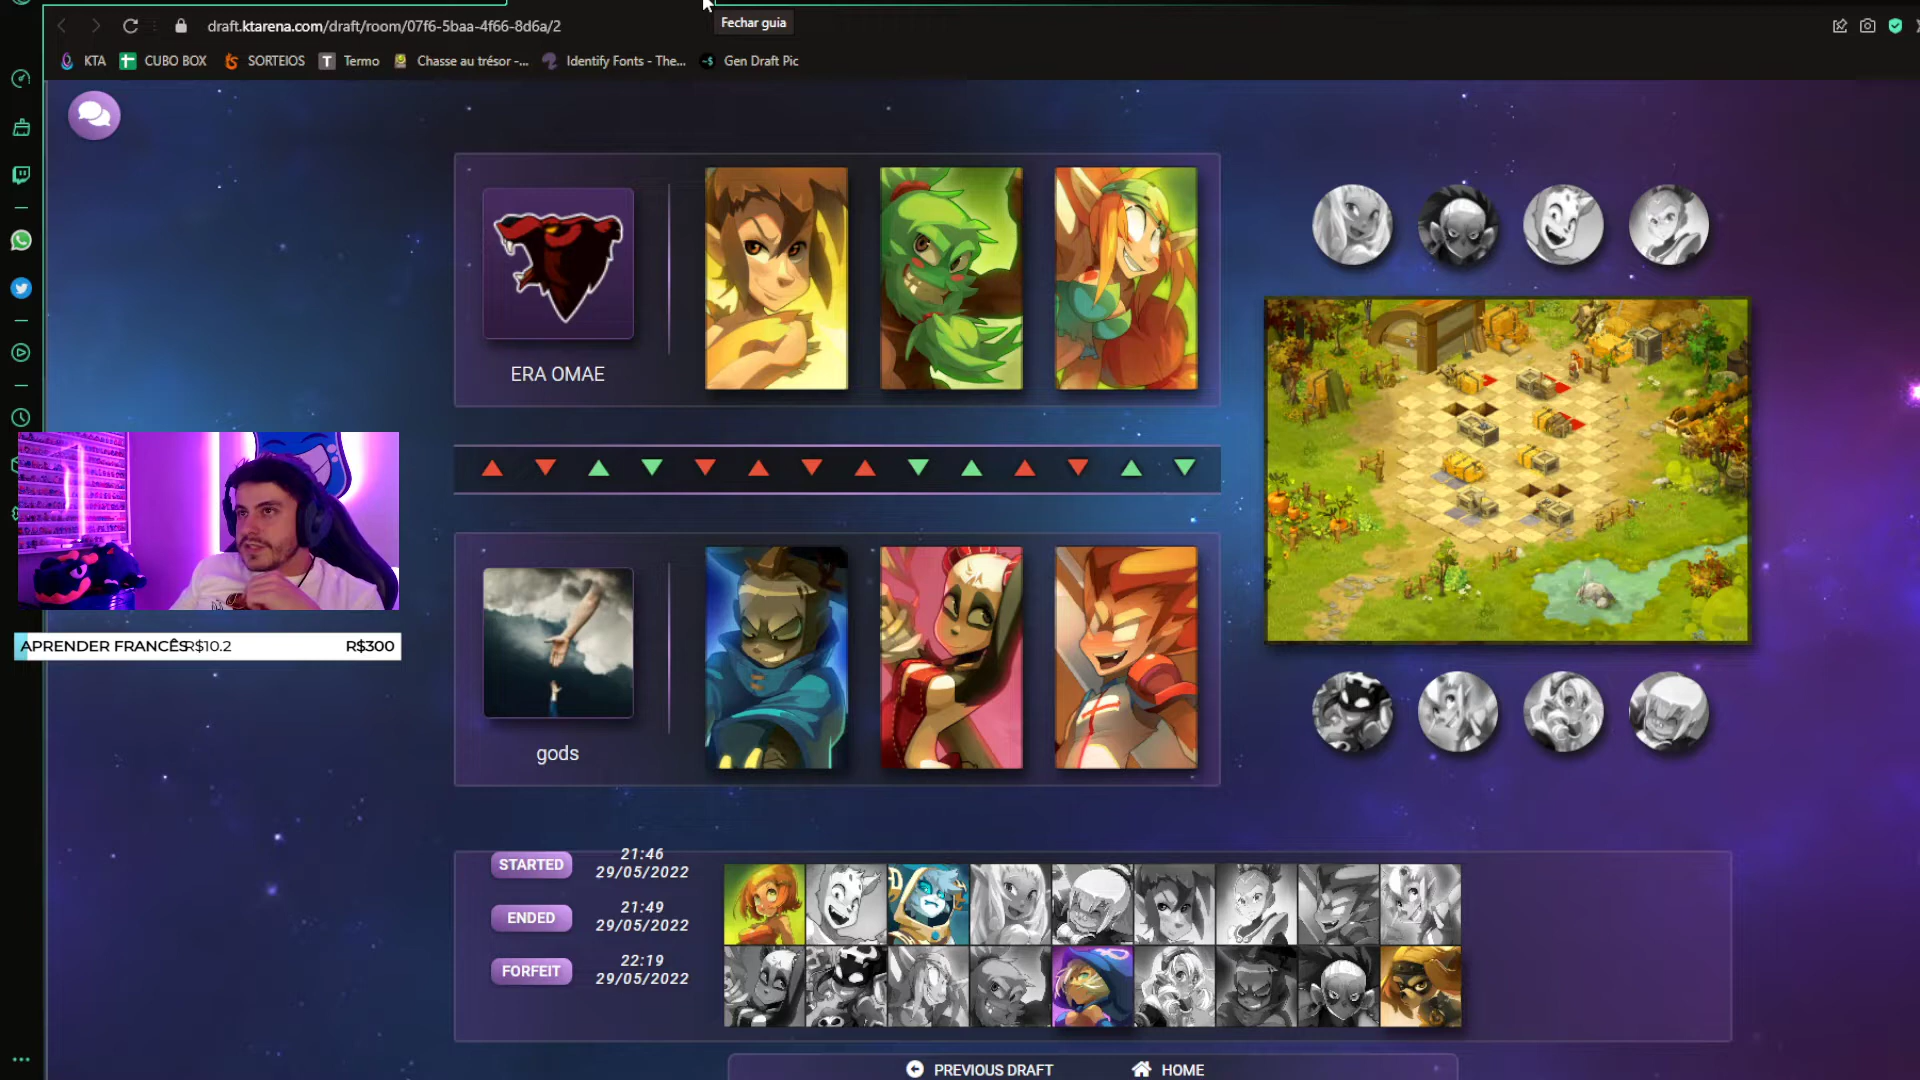 Fechar guia
draft.ktarena.com/draft/room/07f6-5baa-4f66-8d6a/2
KTA
CUBO BOX
SORTEIOS
T
Termo
Chasse au trésor -...
Identify Fonts - The...
~$
Gen Draft Pic
ERA OMAE
APRENDER FRANCÊS
R$10.2
R$300
gods
STARTED
21:46
29/05/2022
ENDED
21:49
29/05/2022
FORFEIT
22:19
29/05/2022
PREVIOUS DRAFT
HOME